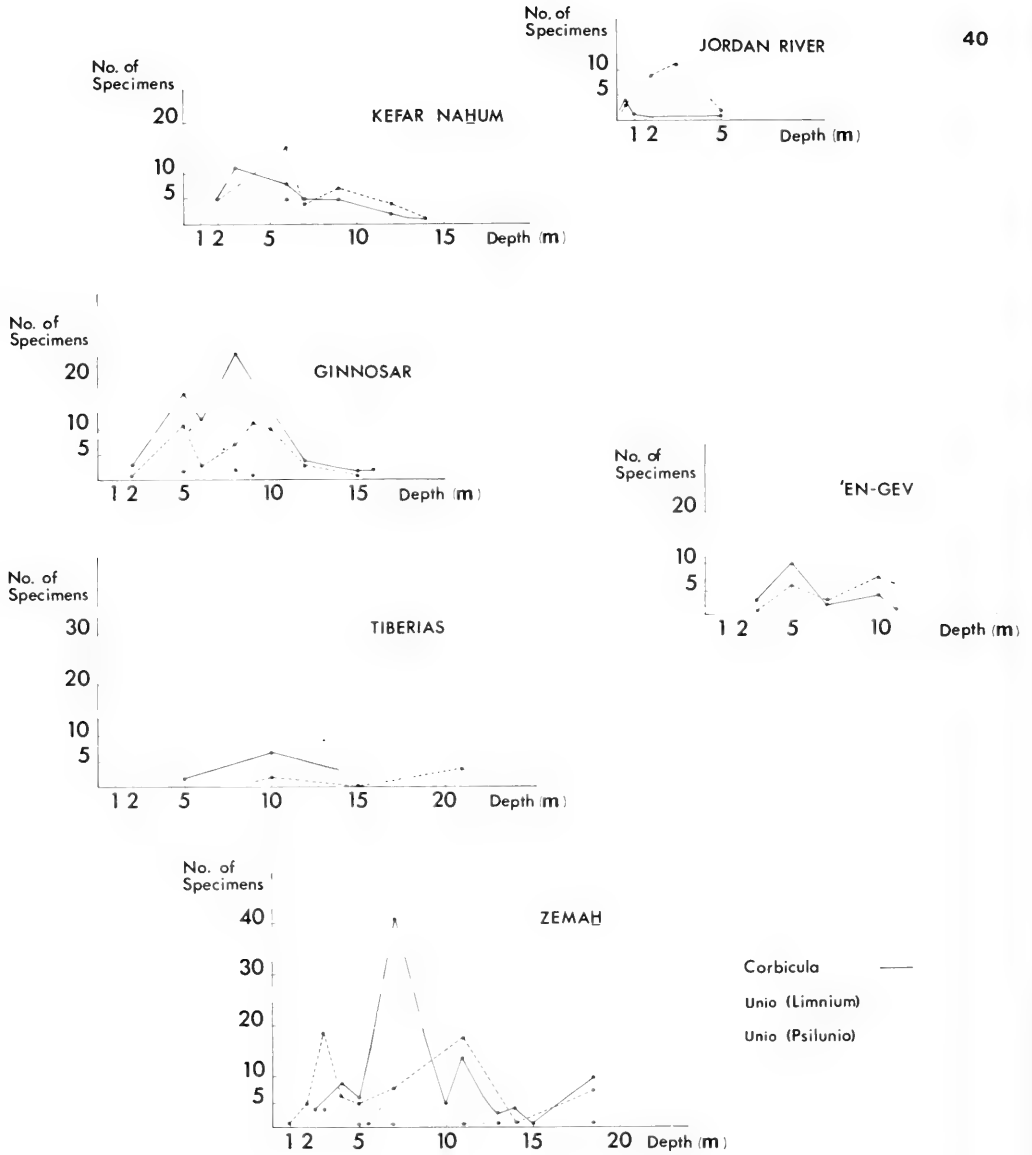 40
No. of
Specimens
JORDAN RIVER
10
5
1 2 5 Depth (m)
No. of
Specimens
20
KEFAR NAHUM
10
5
1 2 5 10 15 Depth (m)
No. of
Specimens
20
GINNOSAR
10
5
1 2 5 10 15 Depth (m)
No. of
Specimens
20
'EN-GEV
10
5
1 2 5 10 Depth (m)
No. of
Specimens
30
TIBERIAS
20
10
5
1 2 5 10 15 20 Depth (m)
No. of
Specimens
40
ZEMAH
30
20
10
5
1 2 5 10 15 20 Depth (m)
Corbicula
Unio (Limnium)
Unio (Psilunio)